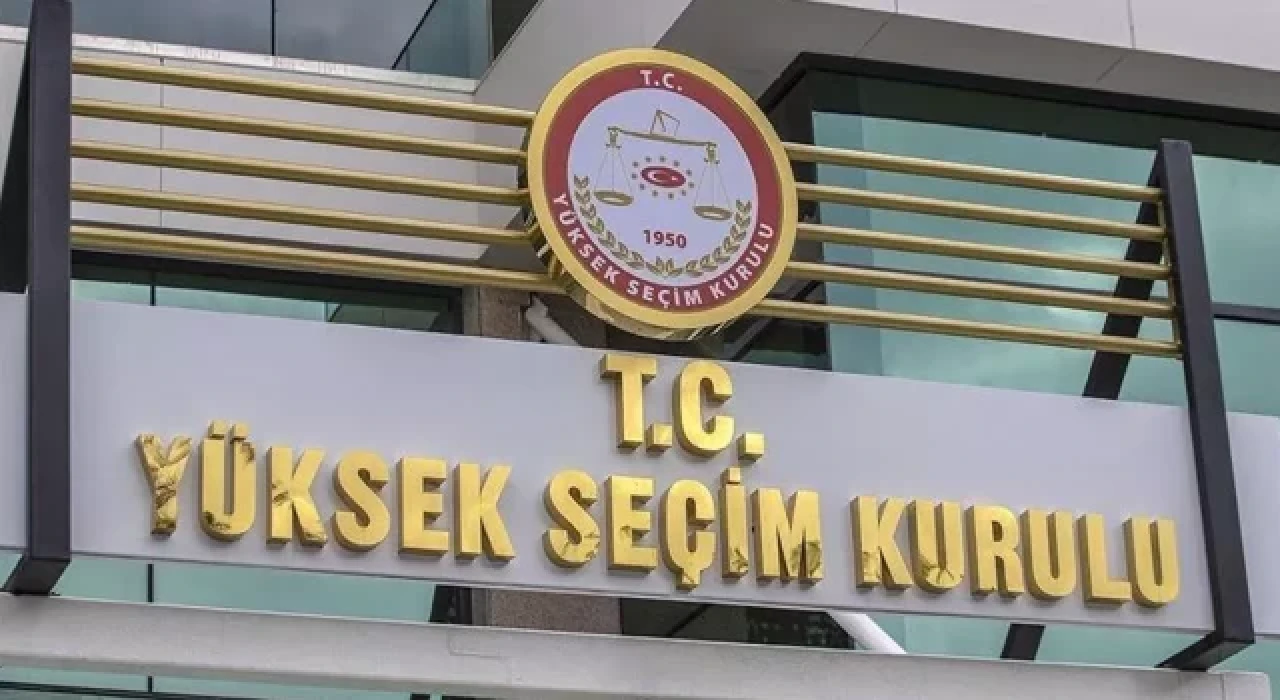 T.C.
1950
YÜKSEK SEÇİM KURULU
T.C.
YÜKSEK SEÇİM KURULU